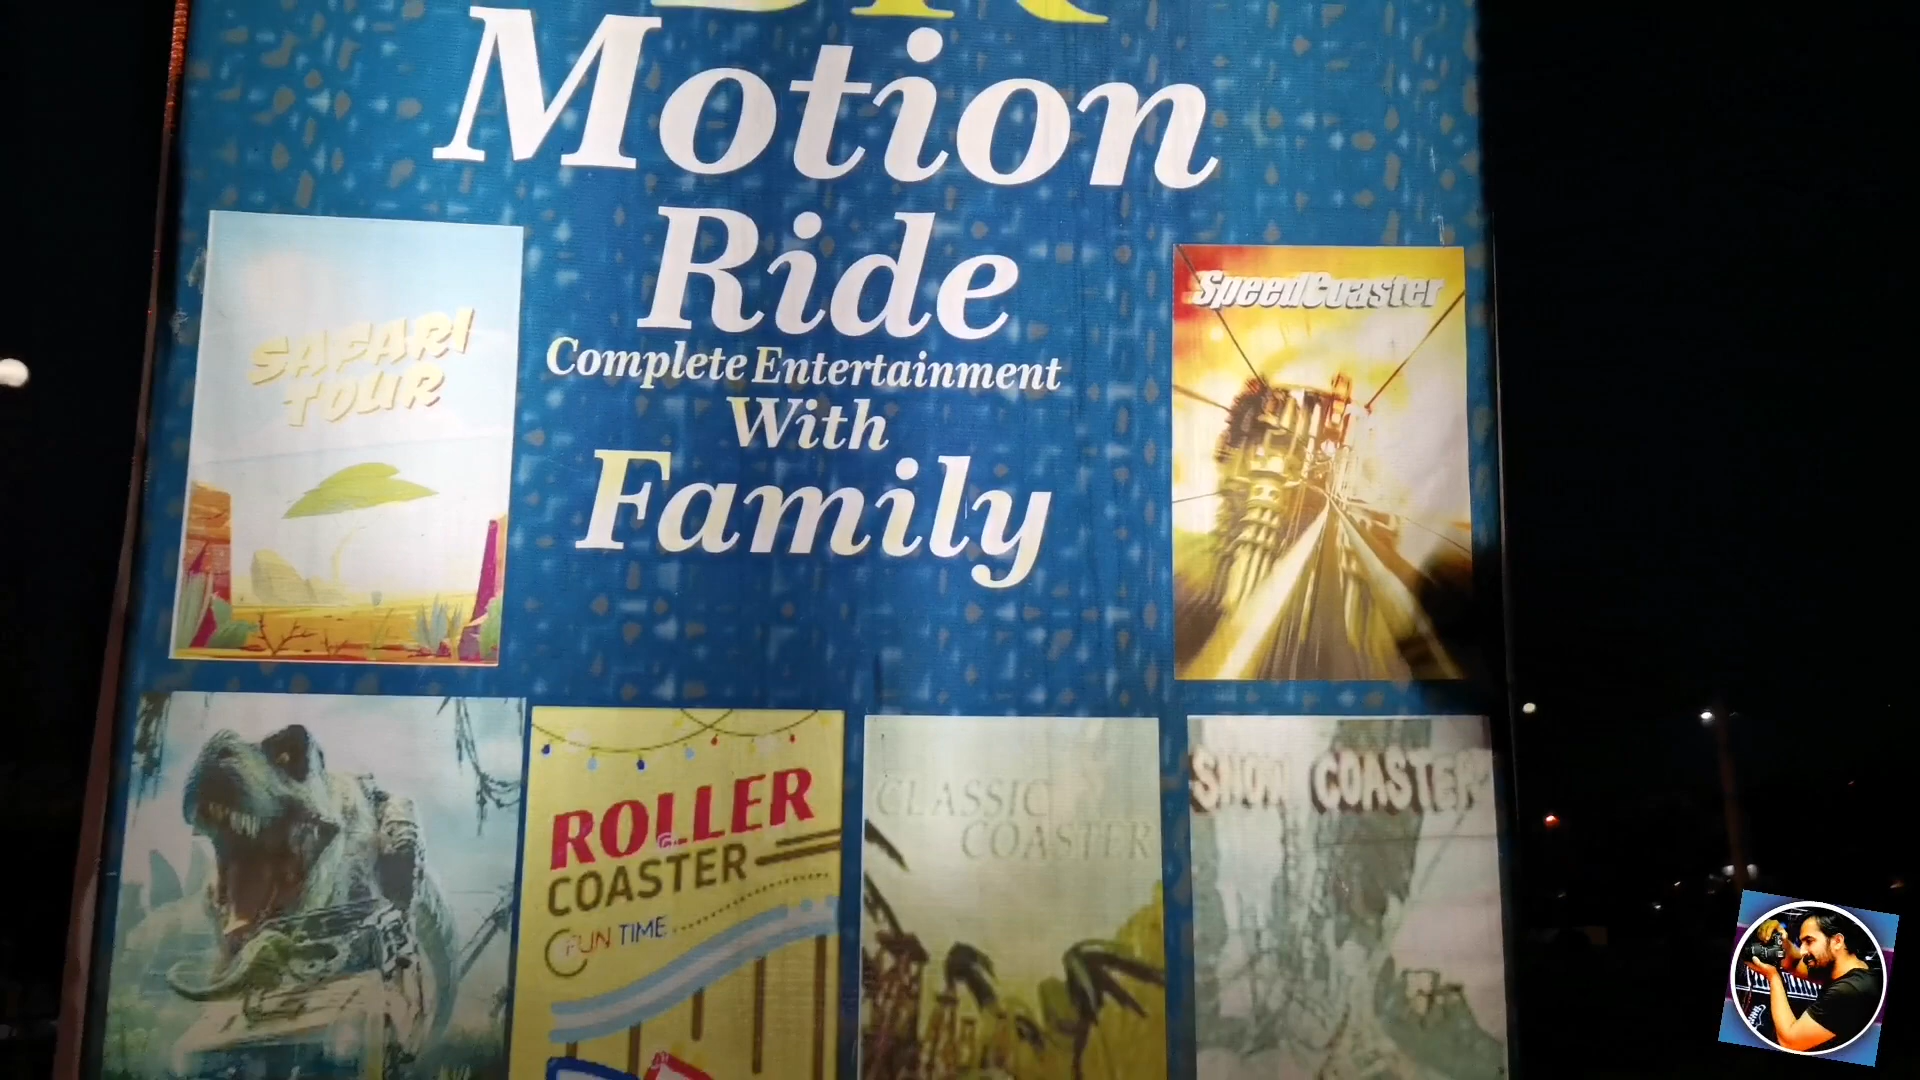 Motion
Ride
Complete Entertainment
With
Family
SAFARI
TOUR
SpeedCoaster
ROLLER
COASTER
FUN TIME
CLASSIC
COASTER
SNOW COASTER